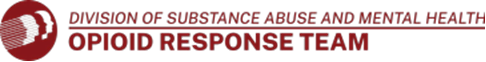 DIVISION OF SUBSTANCE ABUSE AND MENTAL HEALTH
OPIOID RESPONSE TEAM